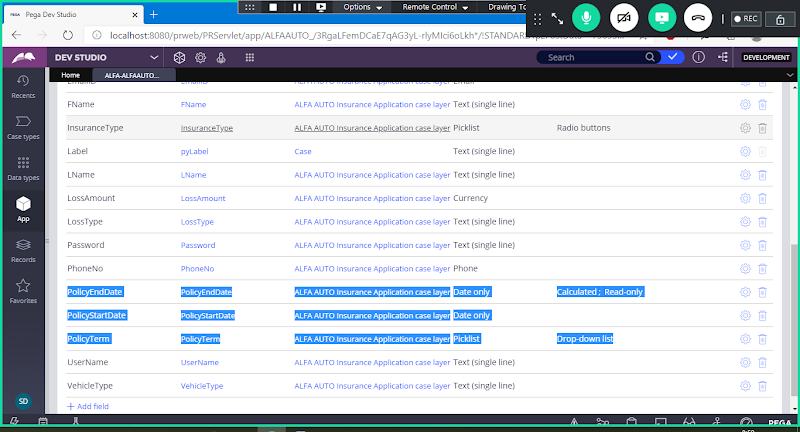 Options
Remote Control
Drawing To
PEGA Pega Dev Studio
REC
localhost:8080/prweb/PRServlet/app/ALFAAUTO_/3RgaLFemDCaE7qAG3yL-rlyMIci6oLkh*/!STANDARD
DEV STUDIO
Search
DEVELOPMENT
Home
ALFA-ALFAAUTO...
Recents
Case types
Data types
App
Records
Favorites
SD
FName FName ALFA AUTO Insurance Application case layer Text (single line)
InsuranceType InsuranceType ALFA AUTO Insurance Application case layer Picklist Radio buttons
Label pyLabel Case Text (single line)
LName LName ALFA AUTO Insurance Application case layer Text (single line)
LossAmount LossAmount ALFA AUTO Insurance Application case layer Currency
LossType LossType ALFA AUTO Insurance Application case layer Text (single line)
Password Password ALFA AUTO Insurance Application case layer Text (single line)
PhoneNo PhoneNo ALFA AUTO Insurance Application case layer Phone
PolicyEndDate PolicyEndDate ALFA AUTO Insurance Application case layer Date only Calculated ; Read-only
PolicyStartDate PolicyStartDate ALFA AUTO Insurance Application case layer Date only
PolicyTerm PolicyTerm ALFA AUTO Insurance Application case layer Picklist Drop-down list
UserName UserName ALFA AUTO Insurance Application case layer Text (single line)
VehicleType VehicleType ALFA AUTO Insurance Application case layer Text (single line)
+ Add field
PEGA